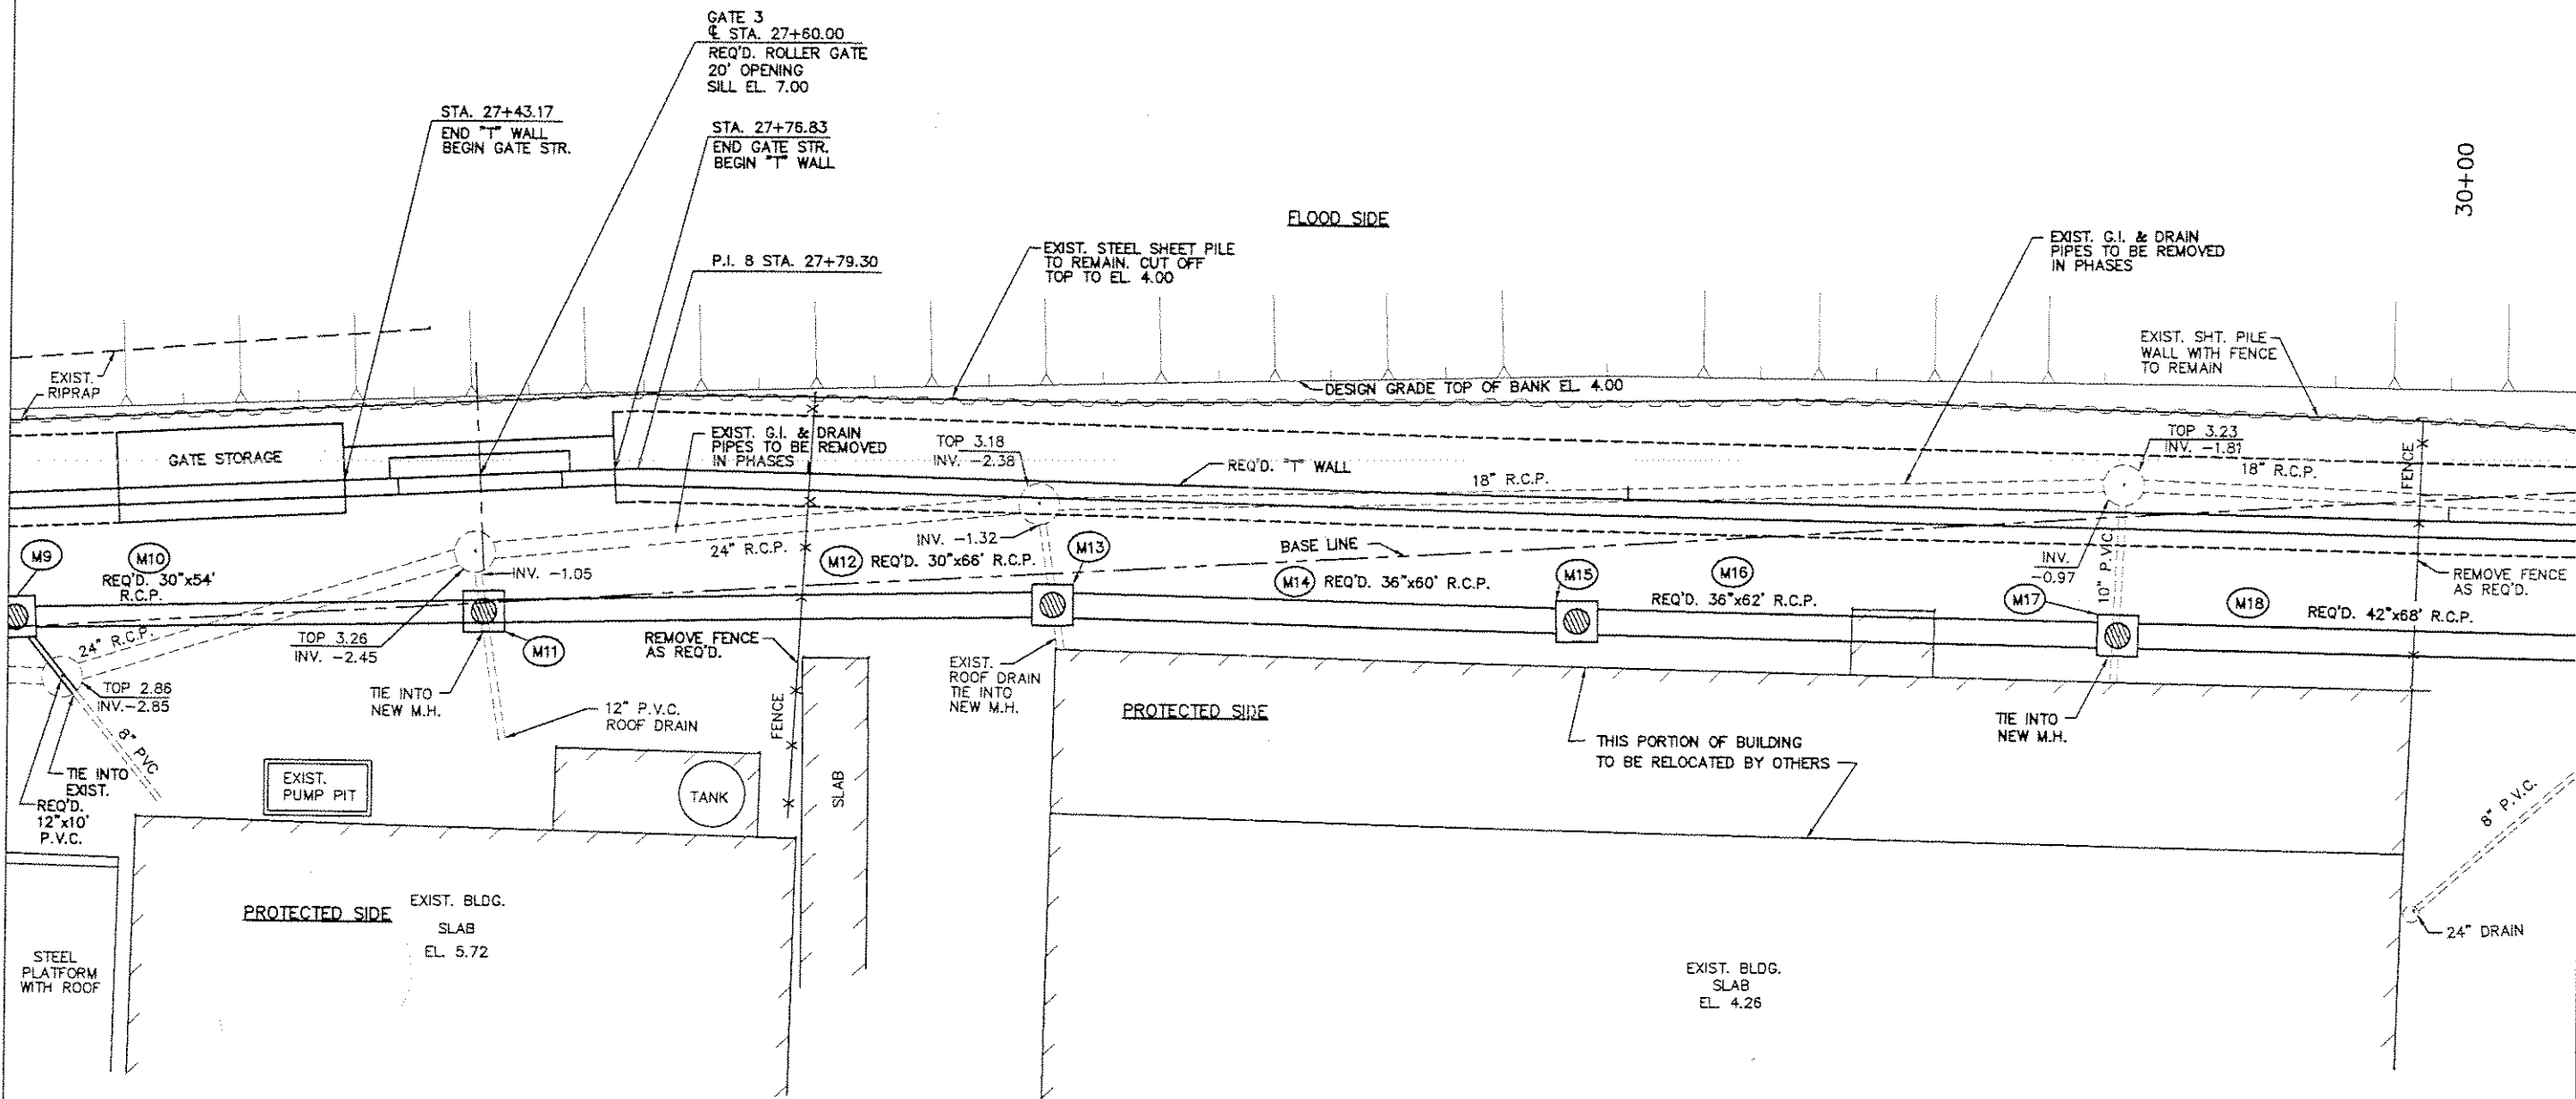 GATE 3
℄ STA. 27+60.00
REQ'D. ROLLER GATE
20' OPENING
SILL EL. 7.00
STA. 27+43.17
END "T" WALL
BEGIN GATE STR.
STA. 27+76.83
END GATE STR.
BEGIN "T" WALL
P.I. 8 STA. 27+79.30
FLOOD SIDE
EXIST. STEEL SHEET PILE
TO REMAIN. CUT OFF
TOP TO EL. 4.00
EXIST. G.I. & DRAIN
PIPES TO BE REMOVED
IN PHASES
30+00
EXIST. SHT. PILE
WALL WITH FENCE
TO REMAIN
EXIST.
RIPRAP
DESIGN GRADE TOP OF BANK EL. 4.00
GATE STORAGE
EXIST. G.I. & DRAIN
PIPES TO BE REMOVED
IN PHASES
TOP 3.18
INV. -2.38
REQ'D. "T" WALL
18" R.C.P.
TOP 3.23
INV. -1.81
18" R.C.P.
FENCE
M9
M10
REQ'D. 30"x54'
R.C.P.
24" R.C.P.
INV. -1.05
24" R.C.P.
INV. -1.32
M12
REQ'D. 30"x66' R.C.P.
M13
BASE LINE
M14
REQ'D. 36"x60' R.C.P.
M15
M16
REQ'D. 36"x62' R.C.P.
INV.
-0.97
10" P.V.C.
M17
M18
REQ'D. 42"x68' R.C.P.
REMOVE FENCE
AS REQ'D.
TOP 3.26
INV. -2.45
M11
REMOVE FENCE
AS REQ'D.
TOP 2.86
INV.-2.85
TIE INTO
NEW M.H.
12" P.V.C.
ROOF DRAIN
FENCE
EXIST.
ROOF DRAIN
TIE INTO
NEW M.H.
PROTECTED SIDE
TIE INTO
NEW M.H.
THIS PORTION OF BUILDING
TO BE RELOCATED BY OTHERS
8" PVC
TIE INTO
EXIST.
REQ'D.
12"x10'
P.V.C.
EXIST.
PUMP PIT
TANK
SLAB
8" P.V.C.
24" DRAIN
PROTECTED SIDE
EXIST. BLDG.
SLAB
EL. 5.72
STEEL
PLATFORM
WITH ROOF
EXIST. BLDG.
SLAB
EL. 4.26